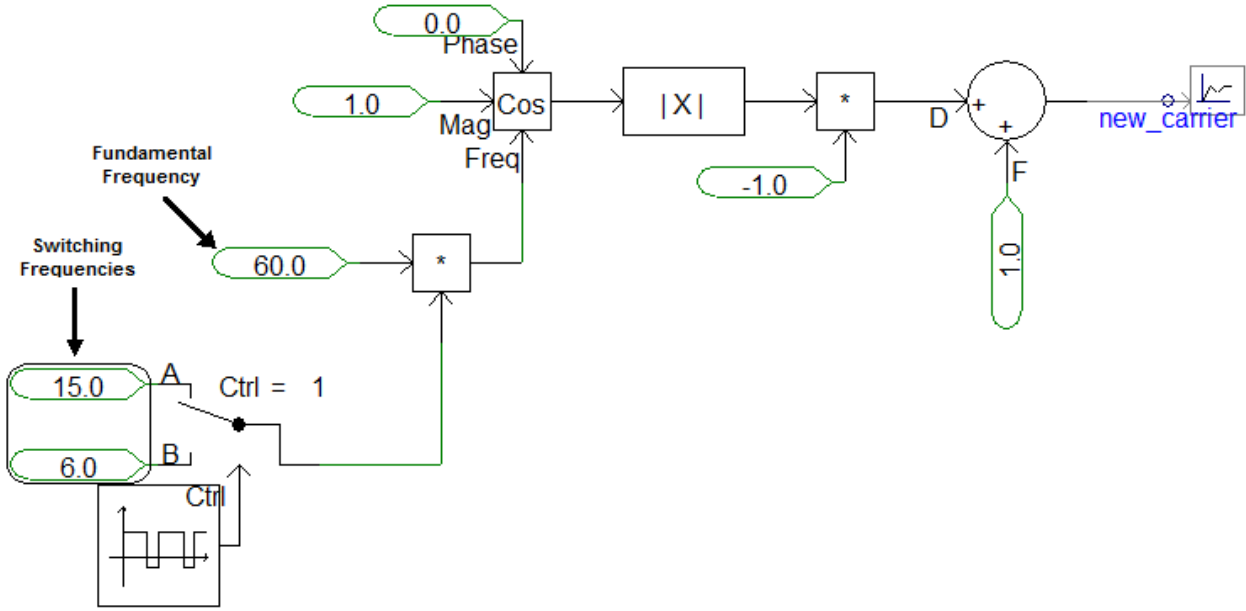 0.0
Phase
1.0
Mag
Cos
|X|
*
D
+
+
new_carrier
Freq
-1.0
F
1.0
Fundamental
Frequency
60.0
*
Switching
Frequencies
15.0
A
Ctrl = 1
6.0
B
Ctrl